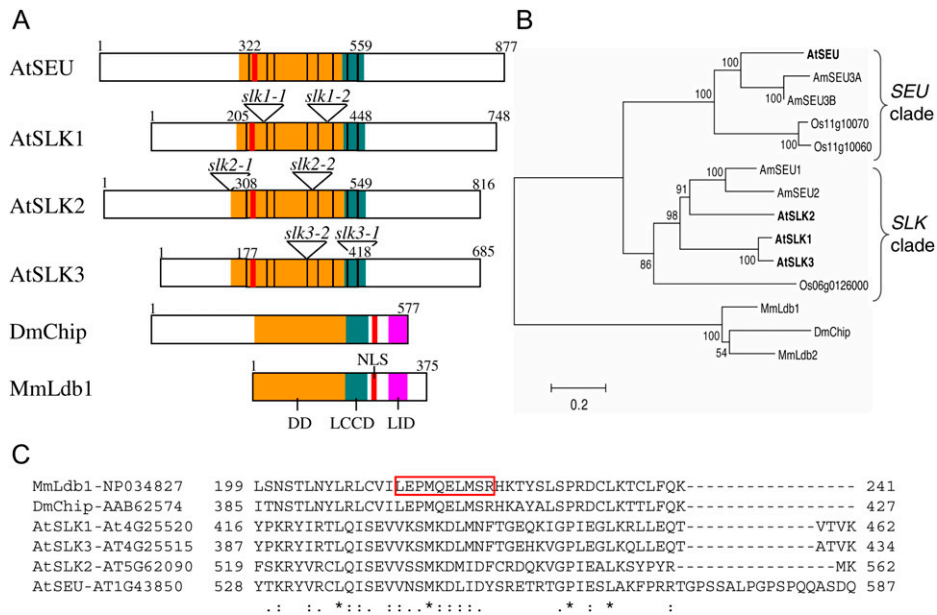 A
1 322 559 877
AtSEU
slk1-1 slk1-2
1 205 448 748
AtSLK1
slk2-1 slk2-2
1 308 549 816
AtSLK2
slk3-2 slk3-1
1 177 418 685
AtSLK3
1 577
DmChip
NLS
1 375
MmLdb1
DD LCCD LID
B
AtSEU
100
AmSEU3A
100
100
AmSEU3B
Os11g10070
100
Os11g10060
SEU
clade
AmSEU1
100
91
AmSEU2
98
AtSLK2
AtSLK1
86
100
AtSLK3
Os06g0126000
SLK
clade
MmLdb1
100
DmChip
54
MmLdb2
0.2
C
MmLdb1-NP034827 199 LSNSTLNYLRLCVILEPMQELMSRHKTYSLSPRDCLKTCLFQK---------------- 241
DmChip-AAB62574 385 ITNSTLNYLRLCVILEPMQELMSRHKAYALSPRDCLKTTLFQK---------------- 427
AtSLK1-At4G25520 416 YPKRYIRTLQISEVVKSMKDLMNFTGEQKIGPIEGLKRLLEQT------------VTVK 462
AtSLK3-AT4G25515 387 YPKRYIRTLQISEVVKSMKDLMNFTGEHKVGPLEGLKQLLEQT------------ATVK 434
AtSLK2-AT5G62090 519 FSKRYVRCLQISEVVSSMKDMIDFCRDQKVGPIEALKSYPYR-------------- MK 562
AtSEU-AT1G43850 528 YTKRYVRCLQISEVVNSMKDLIDYSRETRTGPIESLAKFPRRTGPSSALPGPSPQQASDQ 587
.: :. *:: :..*:::: *. : * :